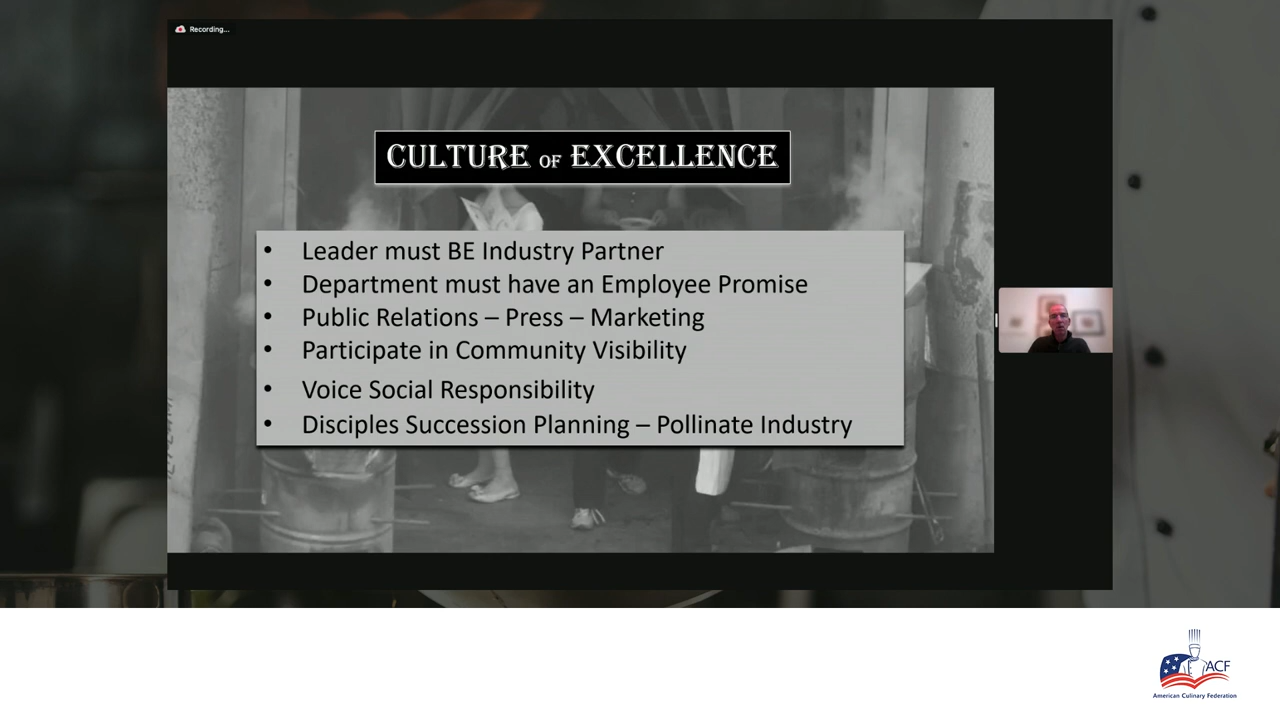 Recording...
CULTURE OF EXCELLENCE
• Leader must BE Industry Partner
• Department must have an Employee Promise
• Public Relations – Press – Marketing
• Participate in Community Visibility
• Voice Social Responsibility
• Disciples Succession Planning – Pollinate Industry
ACF
American Culinary Federation